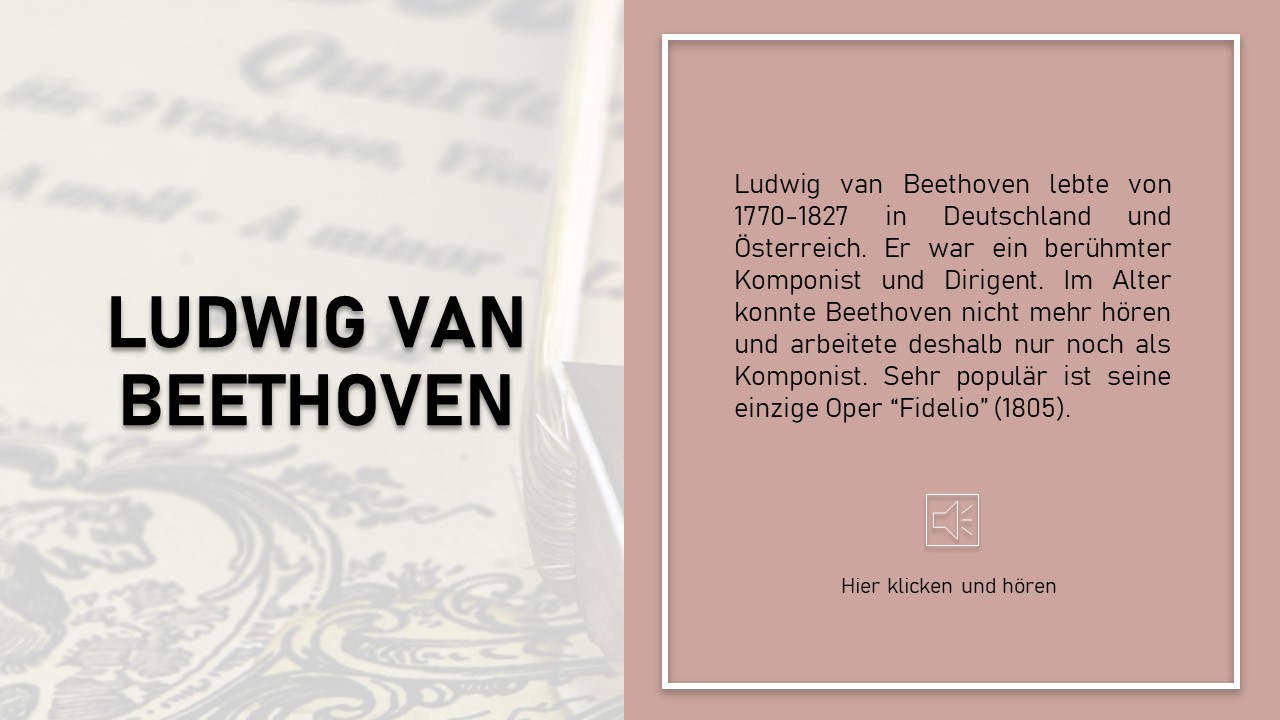 Quarte
für 2 Violinen, Viol
A moll - A minor -
LUDWIG VAN
BEETHOVEN
Ludwig van Beethoven lebte von
1770-1827 in Deutschland und
Österreich. Er war ein berühmter
Komponist und Dirigent. Im Alter
konnte Beethoven nicht mehr hören
und arbeitete deshalb nur noch als
Komponist. Sehr populär ist seine
einzige Oper “Fidelio” (1805).
Hier klicken und hören